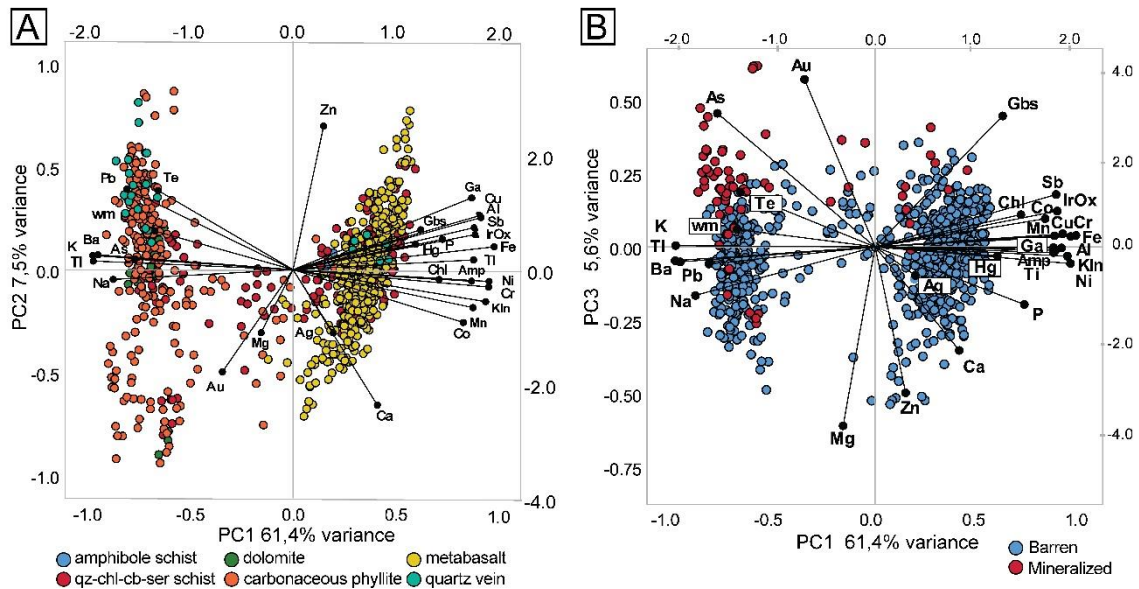 A
-2.0 -1.0 0.0 1.0 2.0
1.0
0.5
0.0
-0.5
-1.0
PC2 7,5% variance
2.0
0.0
-2.0
-4.0
Zn
Pb Te
wm
Ba
K As
Tl
Na
Mg
Au
Ag
Ca
Ga
Cu
Al
Gbs Sb
IrOx
Hg P Fe
Tl
Chl Amp
Ni
Cr
Kln
Mn
Co
-1.0 -0.5 0.0 0.5 1.0
PC1 61,4% variance
amphibole schist dolomite metabasalt
qz-chl-cb-ser schist carbonaceous phyllite quartz vein
B
-2.0 -1.0 0.0 1.0 2.0
0.50
0.25
0.00
-0.25
-0.50
-0.75
PC3 5,6% variance
4.0
2.0
0.0
-2.0
-4.0
Au
As
Gbs
Te
wm
K
Tl
Ba Pb
Na
Sb
Chl Co IrOx
Mn CuCr
Ga Fe
Amp Al
Hg Ti Kln
Aq Ni
P
Ca
Zn
Mg
-1.0 -0.5 0.0 0.5 1.0
PC1 61,4% variance
Barren
Mineralized